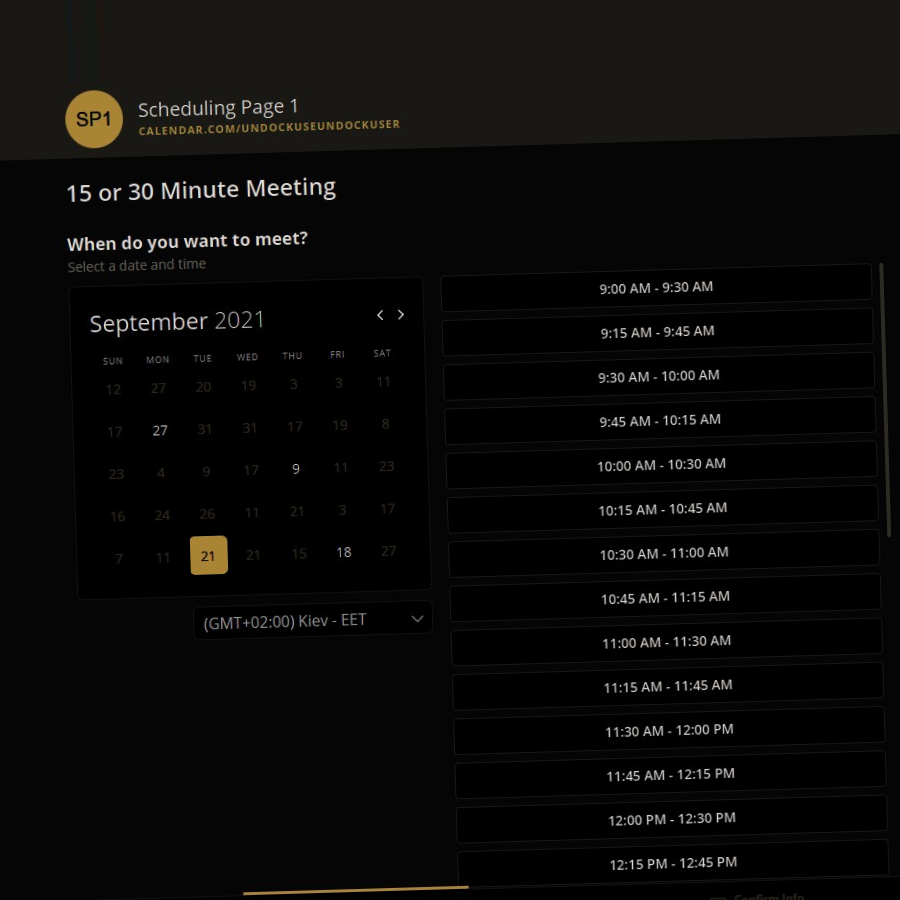 SP1
Scheduling Page 1
CALENDAR.COM/UNDOCKUSEUNDOCKUSER
15 or 30 Minute Meeting
When do you want to meet?
Select a date and time
September 2021
SUN MON TUE WED THU FRI SAT
12 27 20 19 3 3 11
17 27 31 31 17 19 8
23 4 9 17 9 11 23
16 24 26 11 21 3 17
7 11 21 21 15 18 27
(GMT+02:00) Kiev - EET
9:00 AM - 9:30 AM
9:15 AM - 9:45 AM
9:30 AM - 10:00 AM
9:45 AM - 10:15 AM
10:00 AM - 10:30 AM
10:15 AM - 10:45 AM
10:30 AM - 11:00 AM
10:45 AM - 11:15 AM
11:00 AM - 11:30 AM
11:15 AM - 11:45 AM
11:30 AM - 12:00 PM
11:45 AM - 12:15 PM
12:00 PM - 12:30 PM
12:15 PM - 12:45 PM
Confirm info